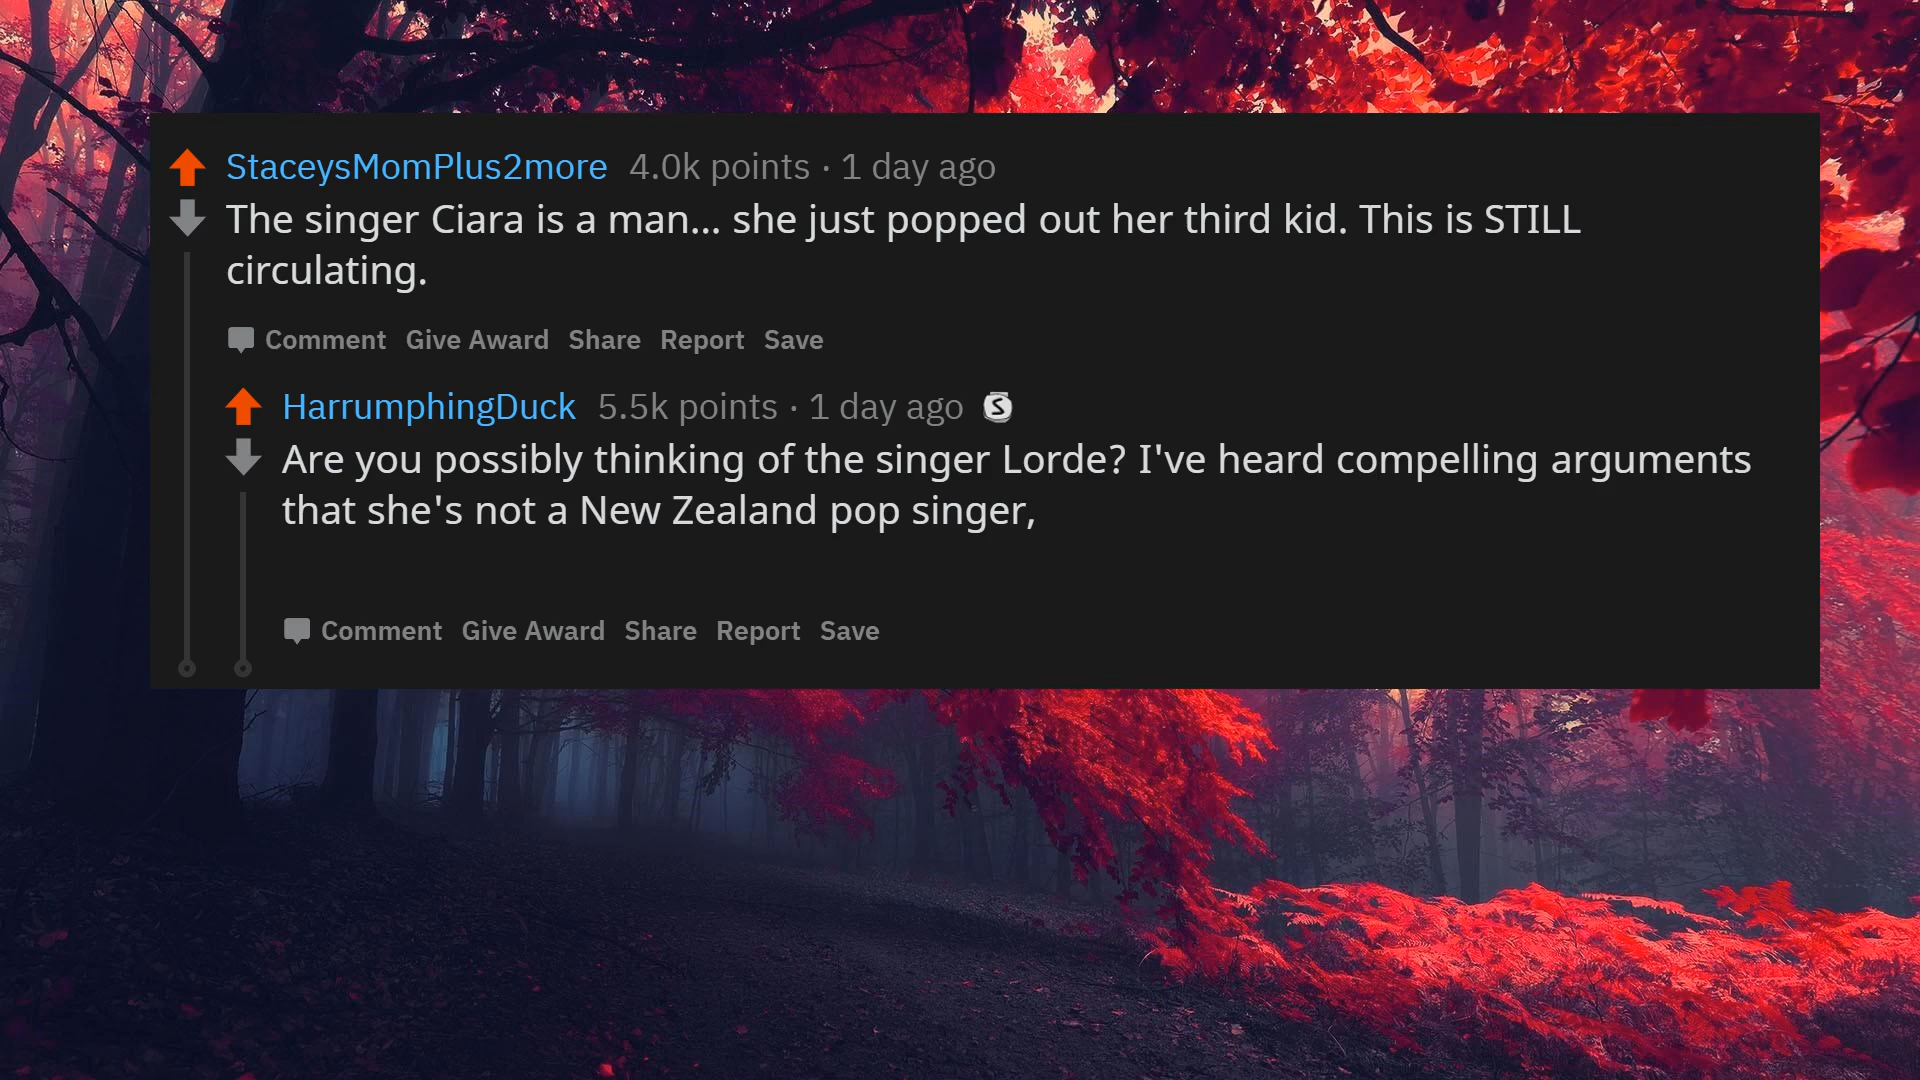 StaceysMomPlus2more 4.0k points · 1 day ago
The singer Ciara is a man... she just popped out her third kid. This is STILL
circulating.
Comment Give Award Share Report Save
HarrumphingDuck 5.5k points · 1 day ago S
Are you possibly thinking of the singer Lorde? I've heard compelling arguments
that she's not a New Zealand pop singer,
Comment Give Award Share Report Save